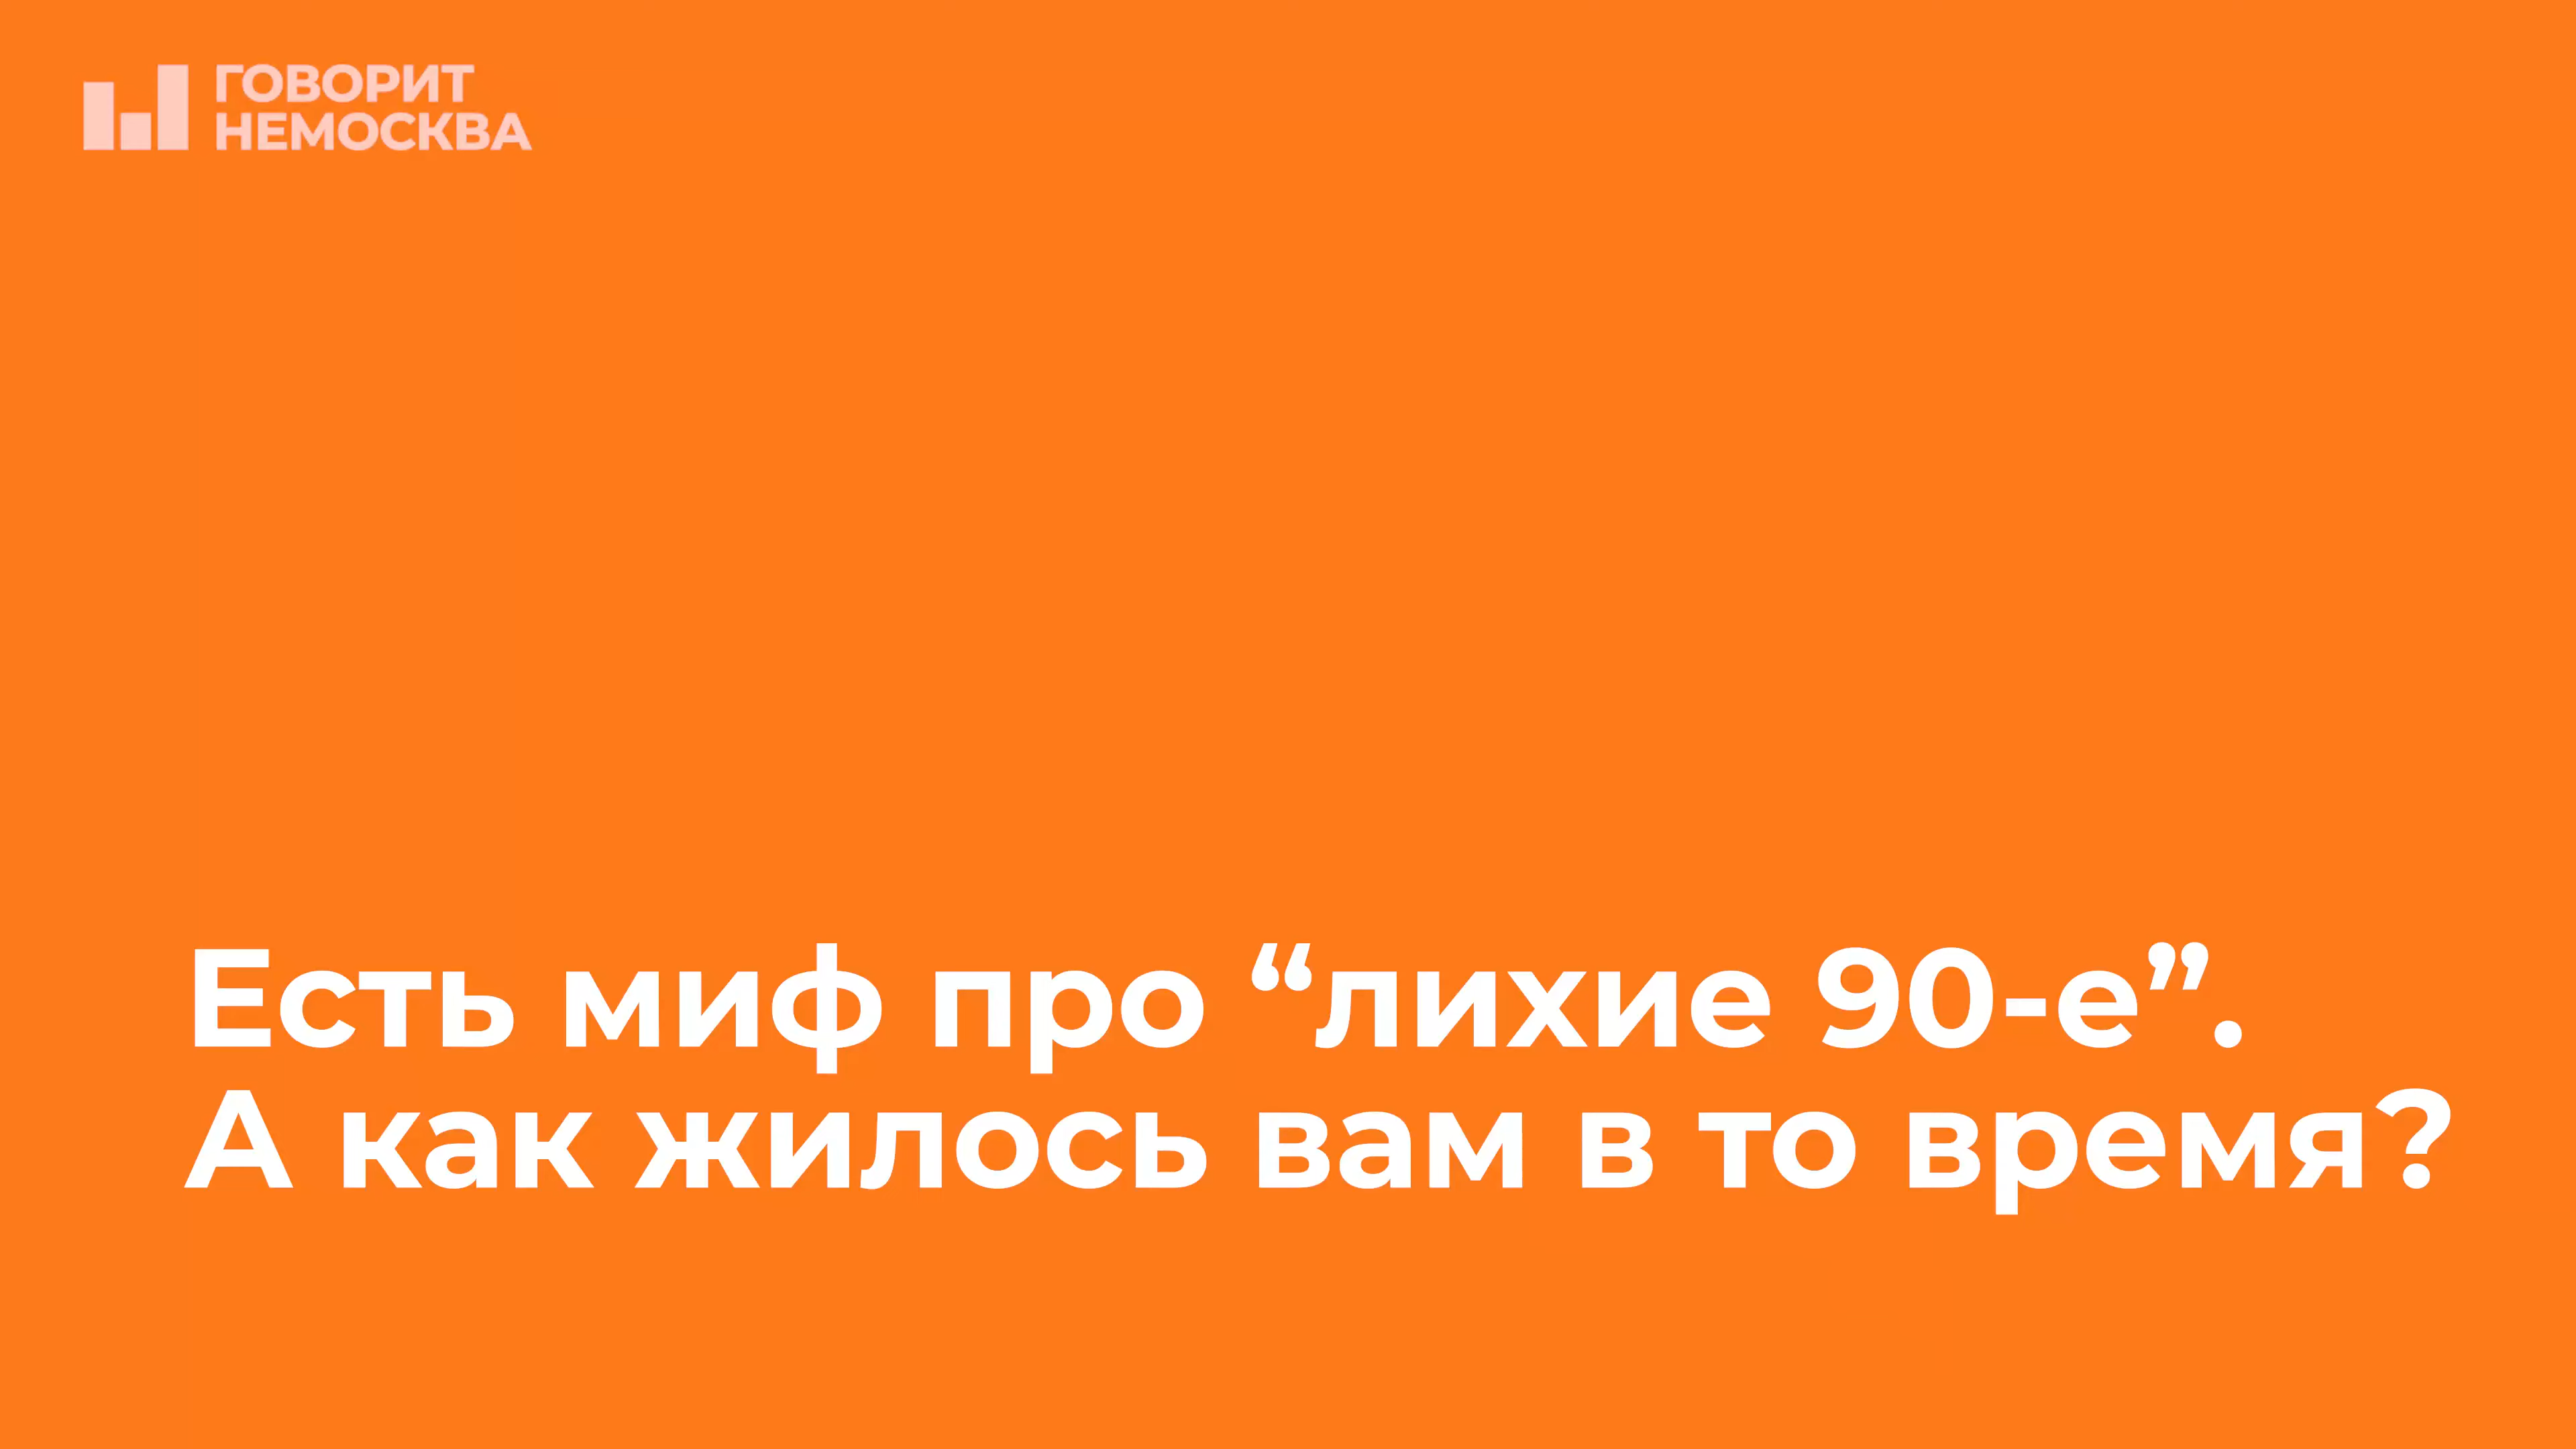 ГОВОРИТ
НЕМОСКВА
Есть миф про “лихие 90-е”.
А как жилось вам в то время?